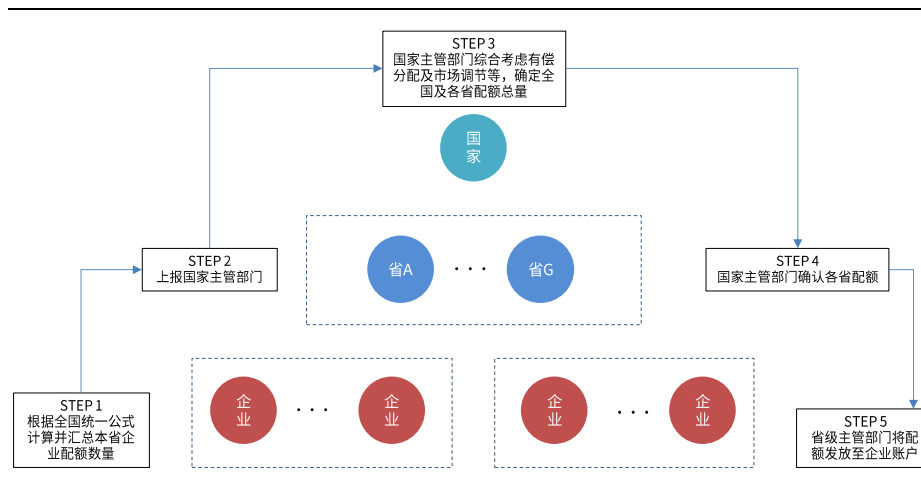 STEP 3
国家主管部门综合考虑有偿
分配及市场调节等，确定全
国及各省配额总量
国
家
STEP 2
上报国家主管部门
省A
···
省G
STEP 4
国家主管部门确认各省配额
STEP 1
根据全国统一公式
计算并汇总本省企
业配额数量
企
业
···
企
业
企
业
···
企
业
STEP 5
省级主管部门将配
额发放至企业账户